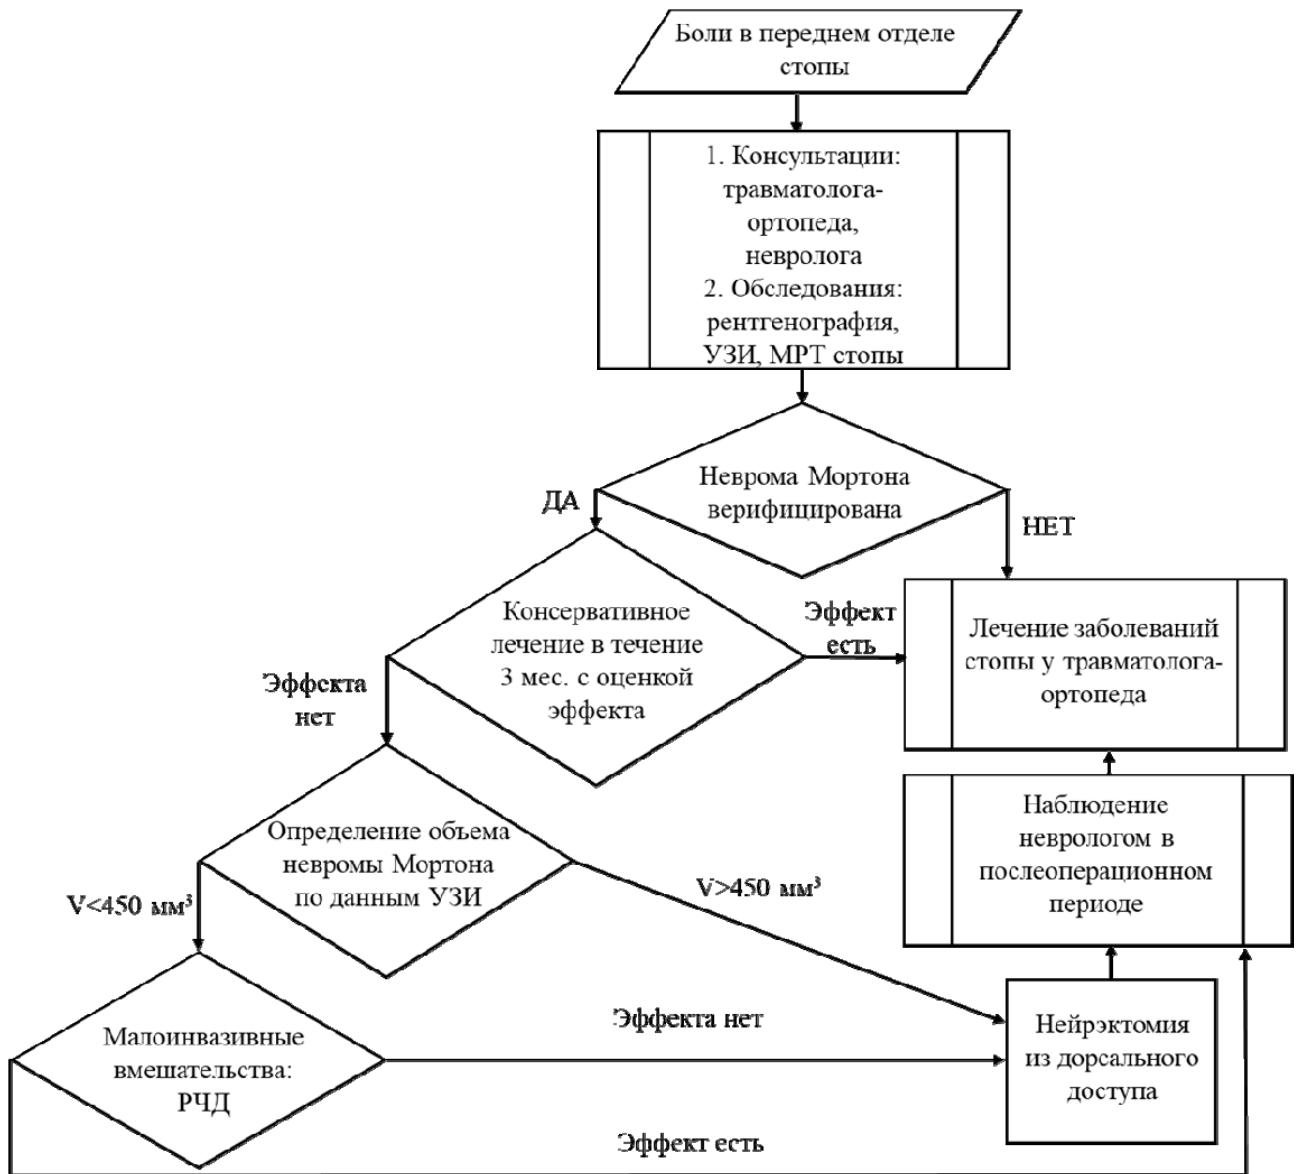 Боли в переднем отделе
стопы
1. Консультации:
травматолога-
ортопеда,
невролога
2. Обследования:
рентгенография,
УЗИ, МРТ стопы
Неврома Мортона
верифицирована
ДА
НЕТ
Консервативное
лечение в течение
3 мес. с оценкой
эффекта
Эффект
есть
Лечение заболеваний
стопы у травматолога-
ортопеда
Эффекта
нет
Определение объема
невромы Мортона
по данным УЗИ
Наблюдение
неврологом в
послеоперационном
периоде
V<450 мм³
V>450 мм³
Малоинвазивные
вмешательства:
РЧД
Эффекта нет
Нейрэктомия
из дорсального
доступа
Эффект есть